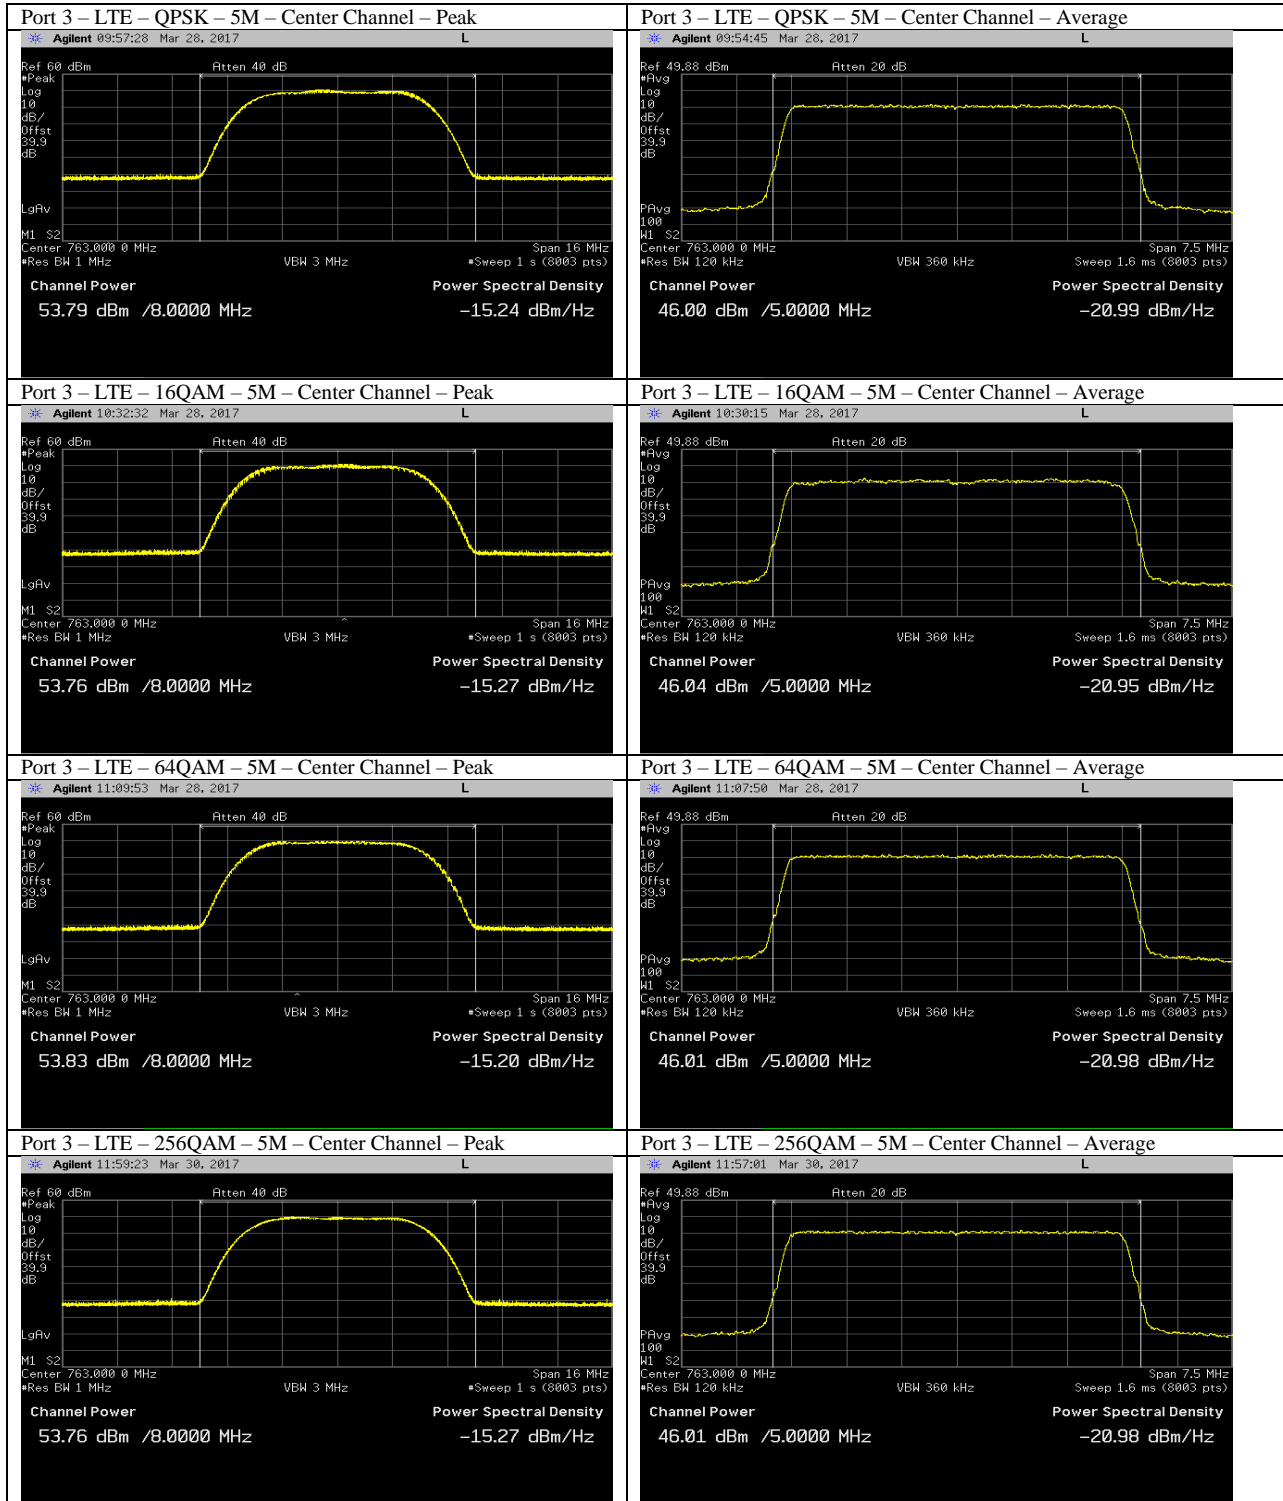 Port 3 – LTE – QPSK – 5M – Center Channel – Peak
Agilent 09:57:28 Mar 28, 2017 L
Ref 60 dBm Atten 40 dB
#Peak
Log
10
dB/
Offst
39.9
dB
LgAv
M1 S2
Center 763.000 0 MHz Span 16 MHz
#Res BW 1 MHz VBW 3 MHz #Sweep 1 s (8003 pts)
Channel Power Power Spectral Density
53.79 dBm /8.0000 MHz -15.24 dBm/Hz
Port 3 – LTE – QPSK – 5M – Center Channel – Average
Agilent 09:54:45 Mar 28, 2017 L
Ref 49.88 dBm Atten 20 dB
#Avg
Log
10
dB/
Offst
39.9
dB
PAvg
100
W1 S2
Center 763.000 0 MHz Span 7.5 MHz
#Res BW 120 kHz VBW 360 kHz Sweep 1.6 ms (8003 pts)
Channel Power Power Spectral Density
46.00 dBm /5.0000 MHz -20.99 dBm/Hz
Port 3 – LTE – 16QAM – 5M – Center Channel – Peak
Agilent 10:32:32 Mar 28, 2017 L
Ref 60 dBm Atten 40 dB
#Peak
Log
10
dB/
Offst
39.9
dB
LgAv
M1 S2
Center 763.000 0 MHz Span 16 MHz
#Res BW 1 MHz VBW 3 MHz #Sweep 1 s (8003 pts)
Channel Power Power Spectral Density
53.76 dBm /8.0000 MHz -15.27 dBm/Hz
Port 3 – LTE – 16QAM – 5M – Center Channel – Average
Agilent 10:30:15 Mar 28, 2017 L
Ref 49.88 dBm Atten 20 dB
#Avg
Log
10
dB/
Offst
39.9
dB
PAvg
100
W1 S2
Center 763.000 0 MHz Span 7.5 MHz
#Res BW 120 kHz VBW 360 kHz Sweep 1.6 ms (8003 pts)
Channel Power Power Spectral Density
46.04 dBm /5.0000 MHz -20.95 dBm/Hz
Port 3 – LTE – 64QAM – 5M – Center Channel – Peak
Agilent 11:09:53 Mar 28, 2017 L
Ref 60 dBm Atten 40 dB
#Peak
Log
10
dB/
Offst
39.9
dB
LgAv
M1 S2
Center 763.000 0 MHz Span 16 MHz
#Res BW 1 MHz VBW 3 MHz #Sweep 1 s (8003 pts)
Channel Power Power Spectral Density
53.83 dBm /8.0000 MHz -15.20 dBm/Hz
Port 3 – LTE – 64QAM – 5M – Center Channel – Average
Agilent 11:07:50 Mar 28, 2017 L
Ref 49.88 dBm Atten 20 dB
#Avg
Log
10
dB/
Offst
39.9
dB
PAvg
100
W1 S2
Center 763.000 0 MHz Span 7.5 MHz
#Res BW 120 kHz VBW 360 kHz Sweep 1.6 ms (8003 pts)
Channel Power Power Spectral Density
46.01 dBm /5.0000 MHz -20.98 dBm/Hz
Port 3 – LTE – 256QAM – 5M – Center Channel – Peak
Agilent 11:59:23 Mar 30, 2017 L
Ref 60 dBm Atten 40 dB
#Peak
Log
10
dB/
Offst
39.9
dB
LgAv
M1 S2
Center 763.000 0 MHz Span 16 MHz
#Res BW 1 MHz VBW 3 MHz #Sweep 1 s (8003 pts)
Channel Power Power Spectral Density
53.76 dBm /8.0000 MHz -15.27 dBm/Hz
Port 3 – LTE – 256QAM – 5M – Center Channel – Average
Agilent 11:57:01 Mar 30, 2017 L
Ref 49.88 dBm Atten 20 dB
#Avg
Log
10
dB/
Offst
39.9
dB
PAvg
100
W1 S2
Center 763.000 0 MHz Span 7.5 MHz
#Res BW 120 kHz VBW 360 kHz Sweep 1.6 ms (8003 pts)
Channel Power Power Spectral Density
46.01 dBm /5.0000 MHz -20.98 dBm/Hz